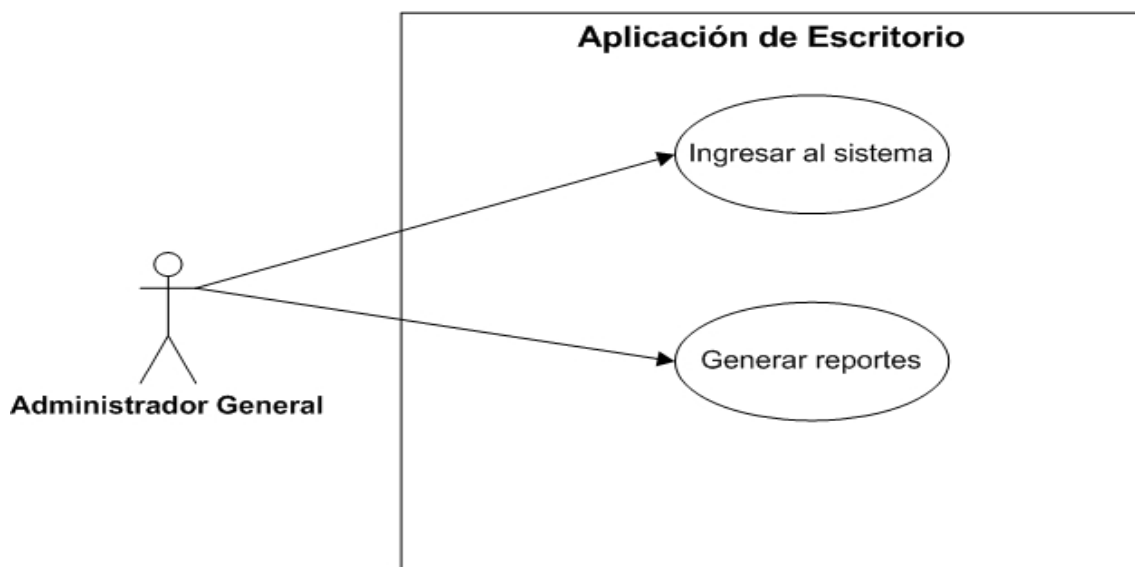 Aplicación de Escritorio
Ingresar al sistema
Generar reportes
Administrador General